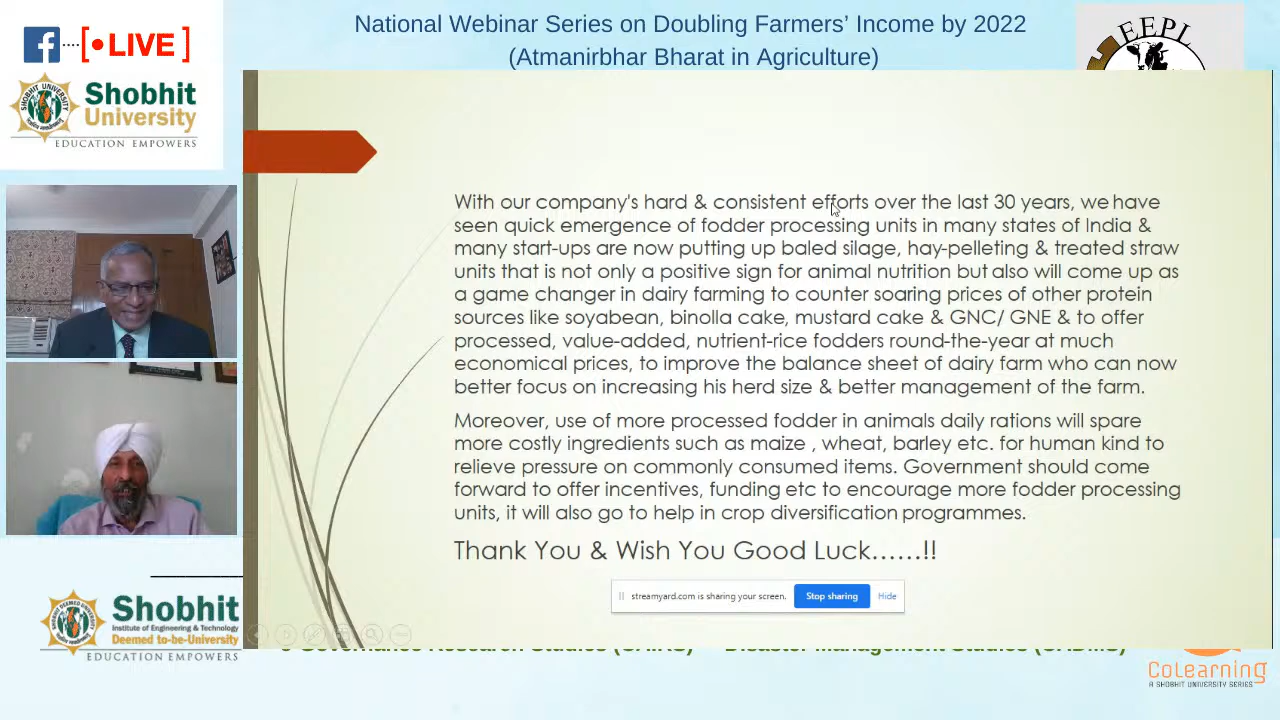 National Webinar Series on Doubling Farmers' Income by 2022
(Atmanirbhar Bharat in Agriculture)
LIVE
EEPL
SHOBHIT UNIVERSITY
Shobhit
University
EDUCATION EMPOWERS
With our company's hard & consistent efforts over the last 30 years, we have
seen quick emergence of fodder processing units in many states of India &
many start-ups are now putting up baled silage, hay-pelleting & treated straw
units that is not only a positive sign for animal nutrition but also will come up as
a game changer in dairy farming to counter soaring prices of other protein
sources like soyabean, binolla cake, mustard cake & GNC/ GNE & to offer
processed, value-added, nutrient-rice fodders round-the-year at much
economical prices, to improve the balance sheet of dairy farm who can now
better focus on increasing his herd size & better management of the farm.
Moreover, use of more processed fodder in animals daily rations will spare
more costly ingredients such as maize , wheat, barley etc. for human kind to
relieve pressure on commonly consumed items. Government should come
forward to offer incentives, funding etc to encourage more fodder processing
units, it will also go to help in crop diversification programmes.
Thank You & Wish You Good Luck......!!
streamyard.com is sharing your screen. Stop sharing Hide
Shobhit
Institute of Engineering & Technology
Deemed to-be-University
EDUCATION EMPOWERS
e-Governance Research Studies Disaster Management Studies
CoLearning
A SHOBHIT UNIVERSITY SERIES